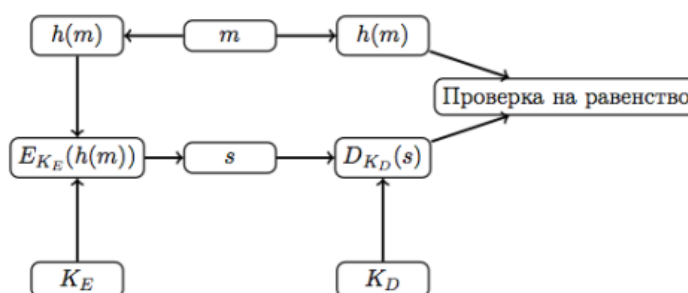 h(m) m h(m)
Проверка на равенство
E_{K_E}(h(m)) s D_{K_D}(s)
K_E K_D